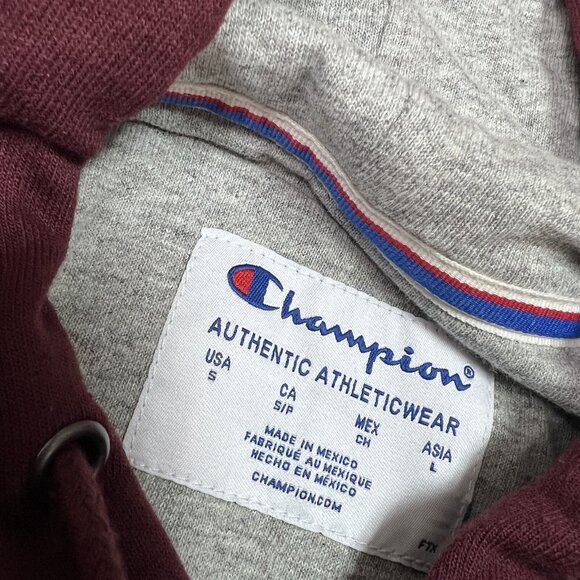 Champion®
AUTHENTIC ATHLETICWEAR
USA CA MEX ASIA
S S/P CH L
MADE IN MEXICO
FABRIQUÉ AU MEXIQUE
HECHO EN MÉXICO
CHAMPION.COM
FTX